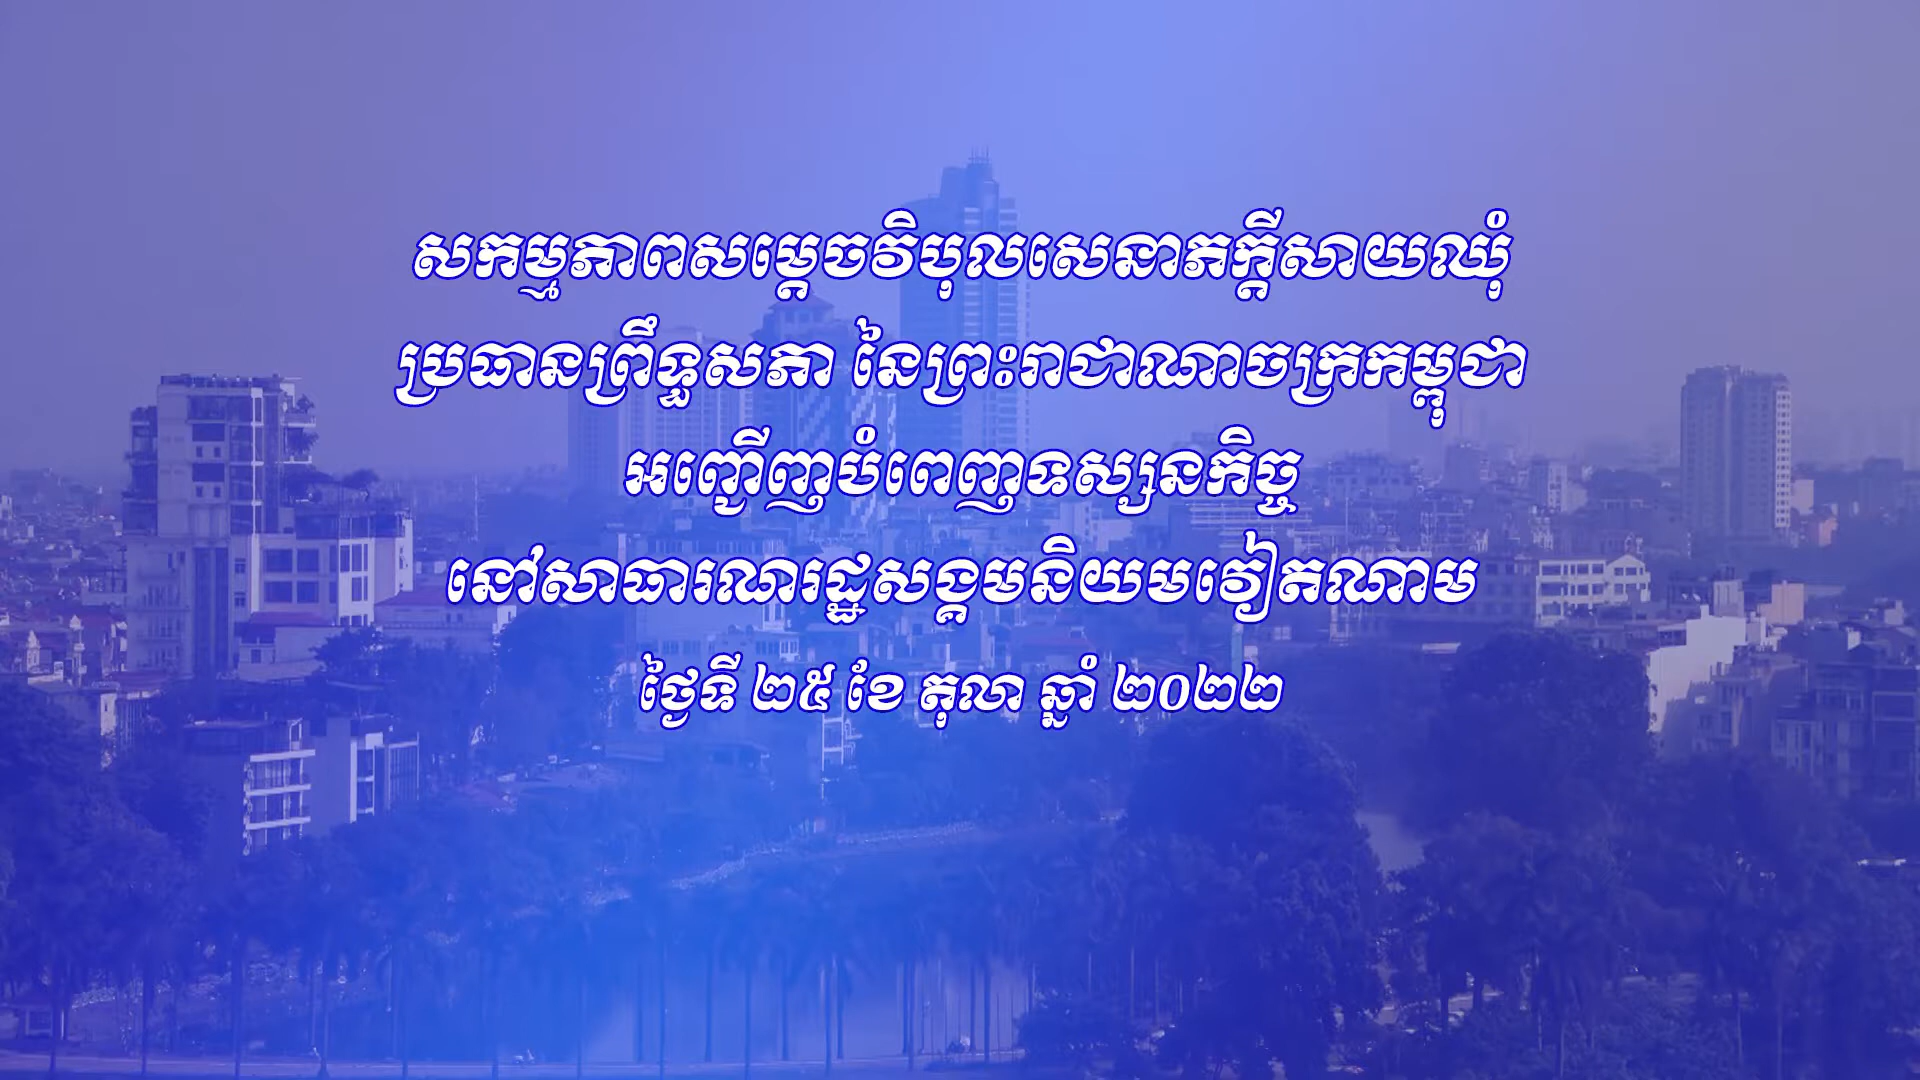 សកម្មភាពសម្តេចវិបុលសេនាភក្តីសាយឈុំ
ប្រធានព្រឹទ្ធសភា នៃព្រះរាជាណាចក្រកម្ពុជា
អញ្ជើញបំពេញទស្សនកិច្ច
នៅសាធារណរដ្ឋសង្គមនិយមវៀតណាម
ថ្ងៃទី ២៥ ខែ តុលា ឆ្នាំ ២០២២